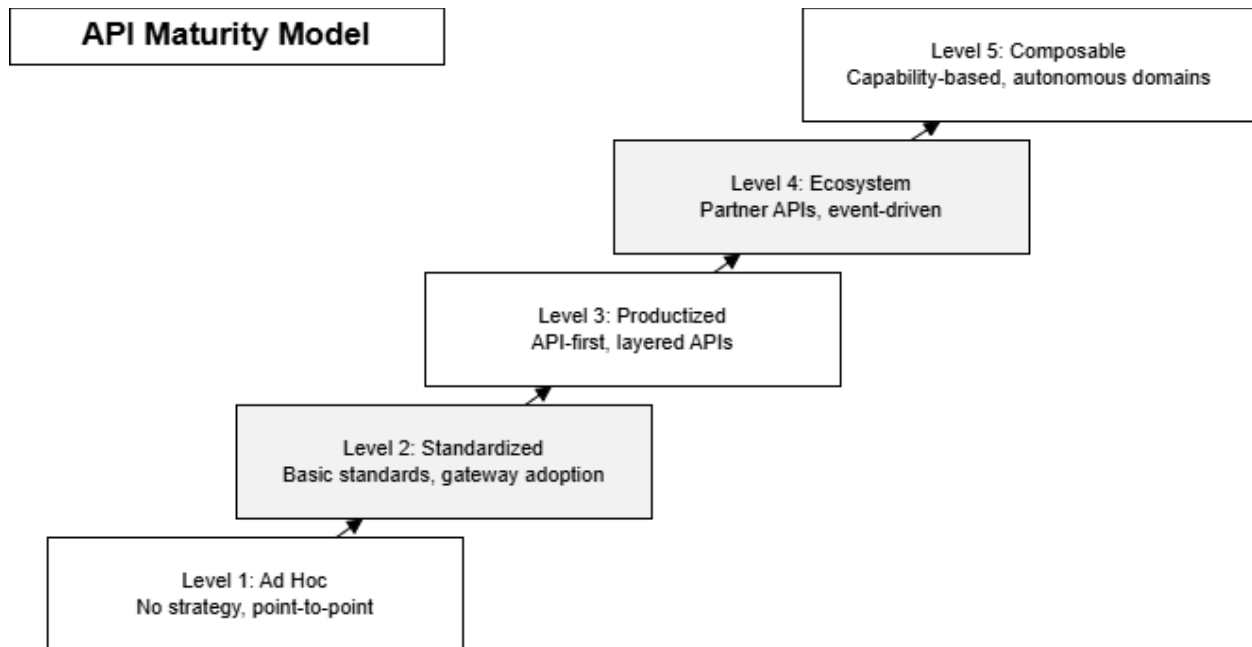 API Maturity Model
Level 5: Composable
Capability-based, autonomous domains
Level 4: Ecosystem
Partner APIs, event-driven
Level 3: Productized
API-first, layered APIs
Level 2: Standardized
Basic standards, gateway adoption
Level 1: Ad Hoc
No strategy, point-to-point